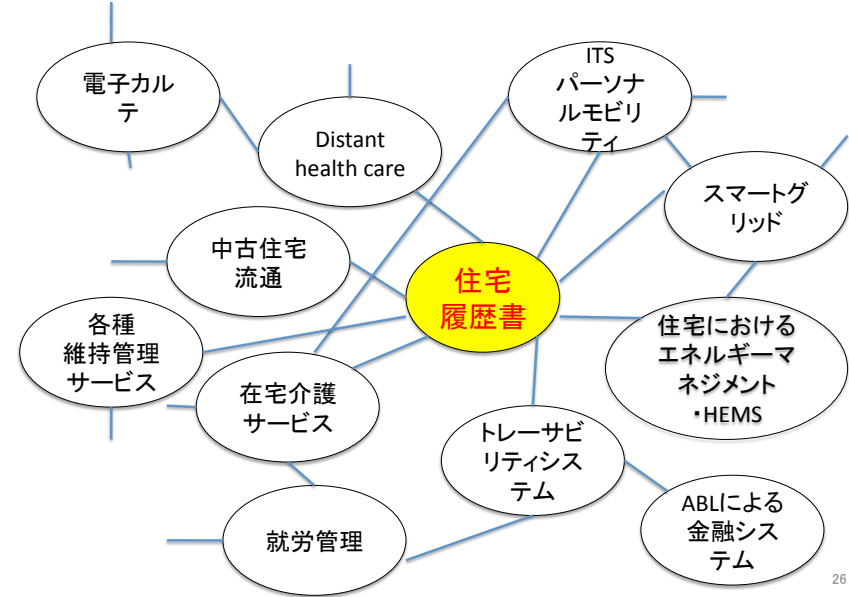 電子カル
テ
Distant
health care
ITS
パーソナ
ルモビリ
ティ
スマートグ
リッド
中古住宅
流通
住宅
履歴書
各種
維持管理
サービス
在宅介護
サービス
住宅における
エネルギーマ
ネジメント
・HEMS
トレーサビ
リティシス
テム
ABLによる
金融シス
テム
就労管理
26